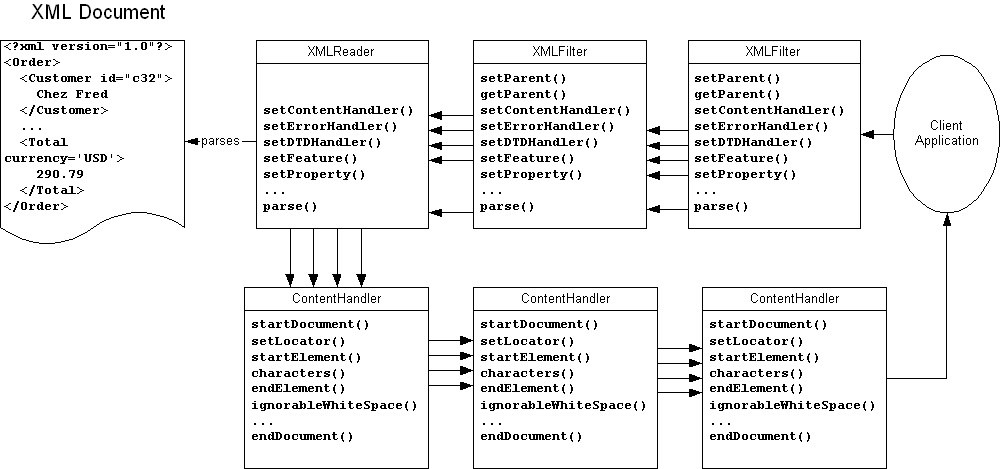 XML Document
<?xml version="1.0"?>
<Order>
<Customer id="c32">
Chez Fred
</Customer>
...
<Total
currency='USD'>
290.79
</Total>
</Order>
parses
XMLReader
setContentHandler()
setErrorHandler()
setDTDHandler()
setFeature()
setProperty()
...
parse()
XMLFilter
setParent()
getParent()
setContentHandler()
setErrorHandler()
setDTDHandler()
setFeature()
setProperty()
...
parse()
XMLFilter
setParent()
getParent()
setContentHandler()
setErrorHandler()
setDTDHandler()
setFeature()
setProperty()
...
parse()
Client
Application
ContentHandler
startDocument()
setLocator()
startElement()
characters()
endElement()
ignorableWhiteSpace()
...
endDocument()
ContentHandler
startDocument()
setLocator()
startElement()
characters()
endElement()
ignorableWhiteSpace()
...
endDocument()
ContentHandler
startDocument()
setLocator()
startElement()
characters()
endElement()
ignorableWhiteSpace()
...
endDocument()